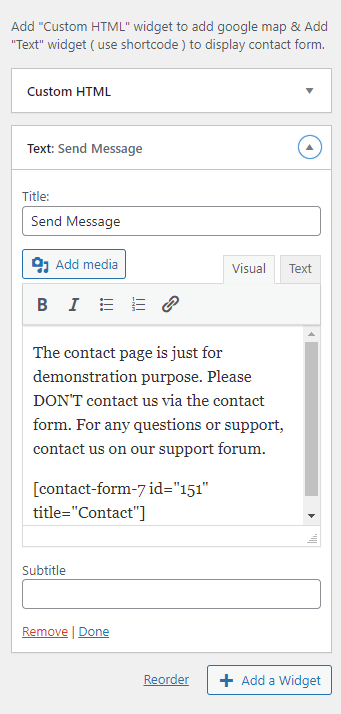 Add "Custom HTML" widget to add google map & Add
"Text" widget ( use shortcode ) to display contact form.
Custom HTML
Text: Send Message
Title:
Send Message
Add media
Visual
Text
B I
The contact page is just for
demonstration purpose. Please
DON'T contact us via the contact
form. For any questions or support,
contact us on our support forum.
[contact-form-7 id="151"
title="Contact"]
Subtitle
Remove | Done
Reorder
Add a Widget